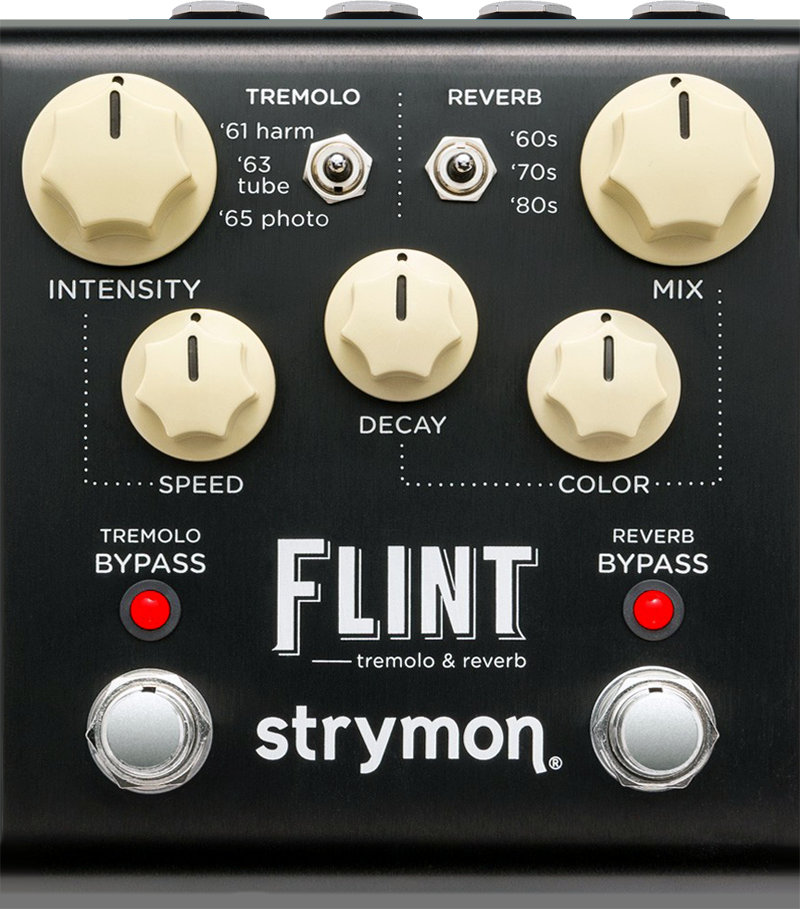 TREMOLO
‘61 harm
‘63
tube
‘65 photo
REVERB
‘60s
‘70s
‘80s
INTENSITY
MIX
DECAY
SPEED
COLOR
TREMOLO
BYPASS
REVERB
BYPASS
FLINT
tremolo & reverb
strymon®